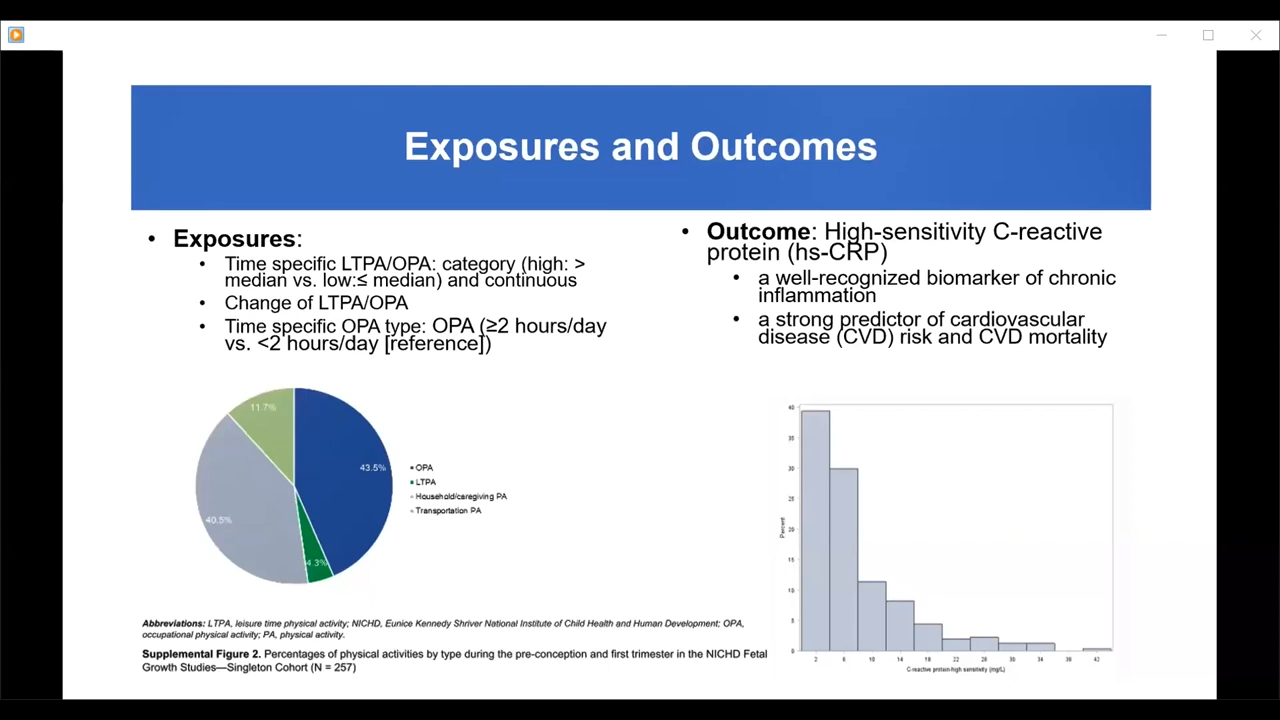 Exposures and Outcomes
• Exposures:
• Time specific LTPA/OPA: category (high: >
median vs. low:≤ median) and continuous
• Change of LTPA/OPA
• Time specific OPA type: OPA (≥2 hours/day
vs. <2 hours/day [reference])
• Outcome: High-sensitivity C-reactive
protein (hs-CRP)
• a well-recognized biomarker of chronic
inflammation
• a strong predictor of cardiovascular
disease (CVD) risk and CVD mortality
11.7%
43.5%
40.5%
4.3%
OPA
LTPA
Household/caregiving PA
Transportation PA
Abbreviations: LTPA, leisure time physical activity; NICHD, Eunice Kennedy Shriver National Institute of Child Health and Human Development; OPA,
occupational physical activity; PA, physical activity.
Supplemental Figure 2. Percentages of physical activities by type during the pre-conception and first trimester in the NICHD Fetal
Growth Studies—Singleton Cohort (N = 257)
40
35
30
25
20
15
10
5
0
Percent
2 6 10 14 18 22 26 30 34 38 42
C-reactive protein-high sensitivity (mg/L)